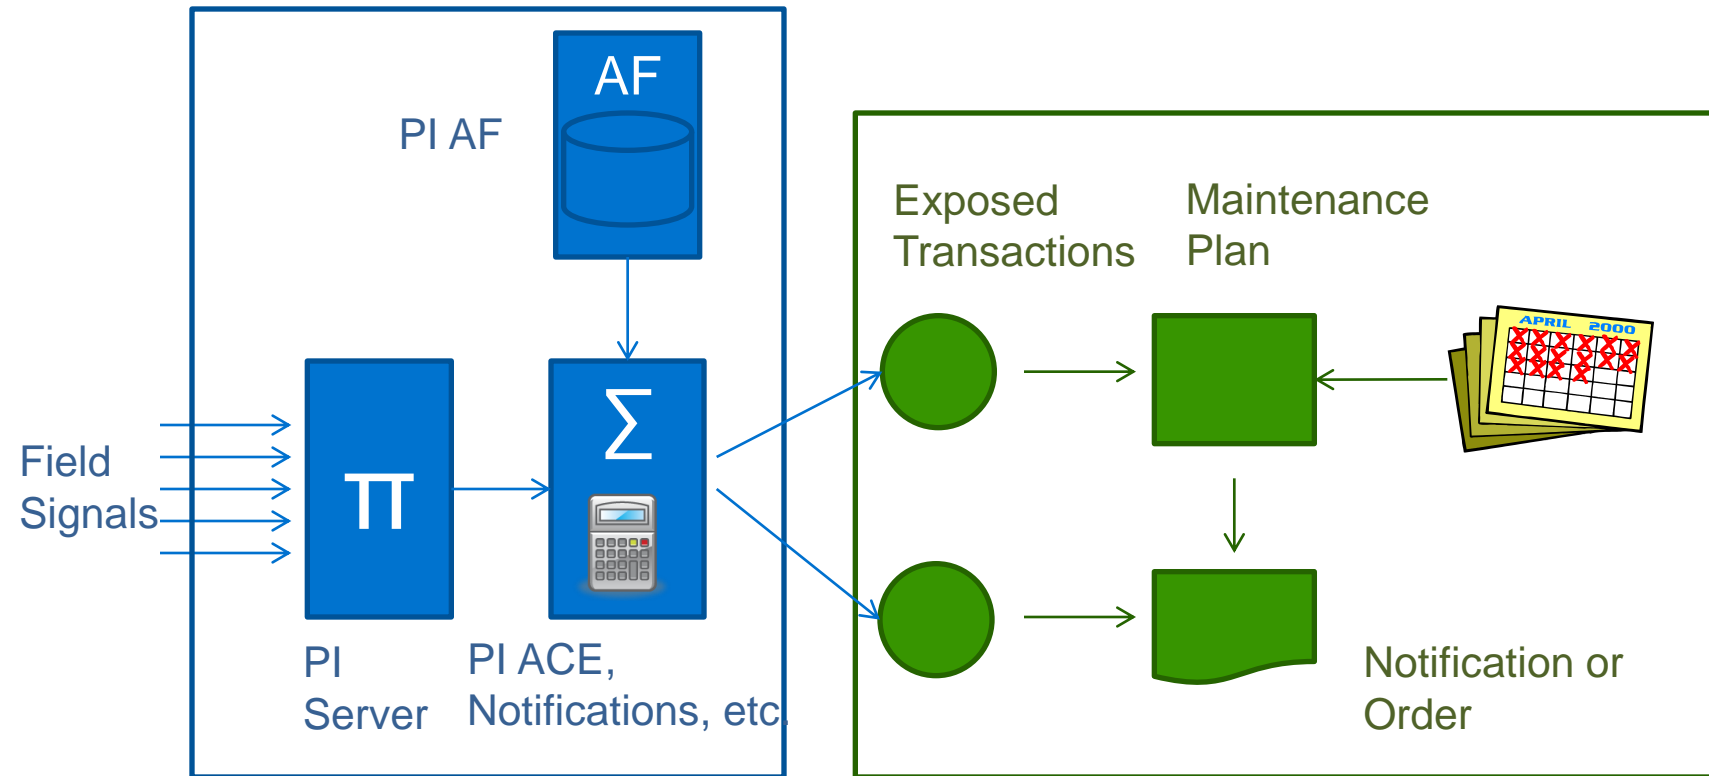 AF
PI AF
Exposed
Transactions
Maintenance
Plan
APRIL 2000
Field
Signals
π
Σ
PI
Server
PI ACE,
Notifications, etc.
Notification or
Order